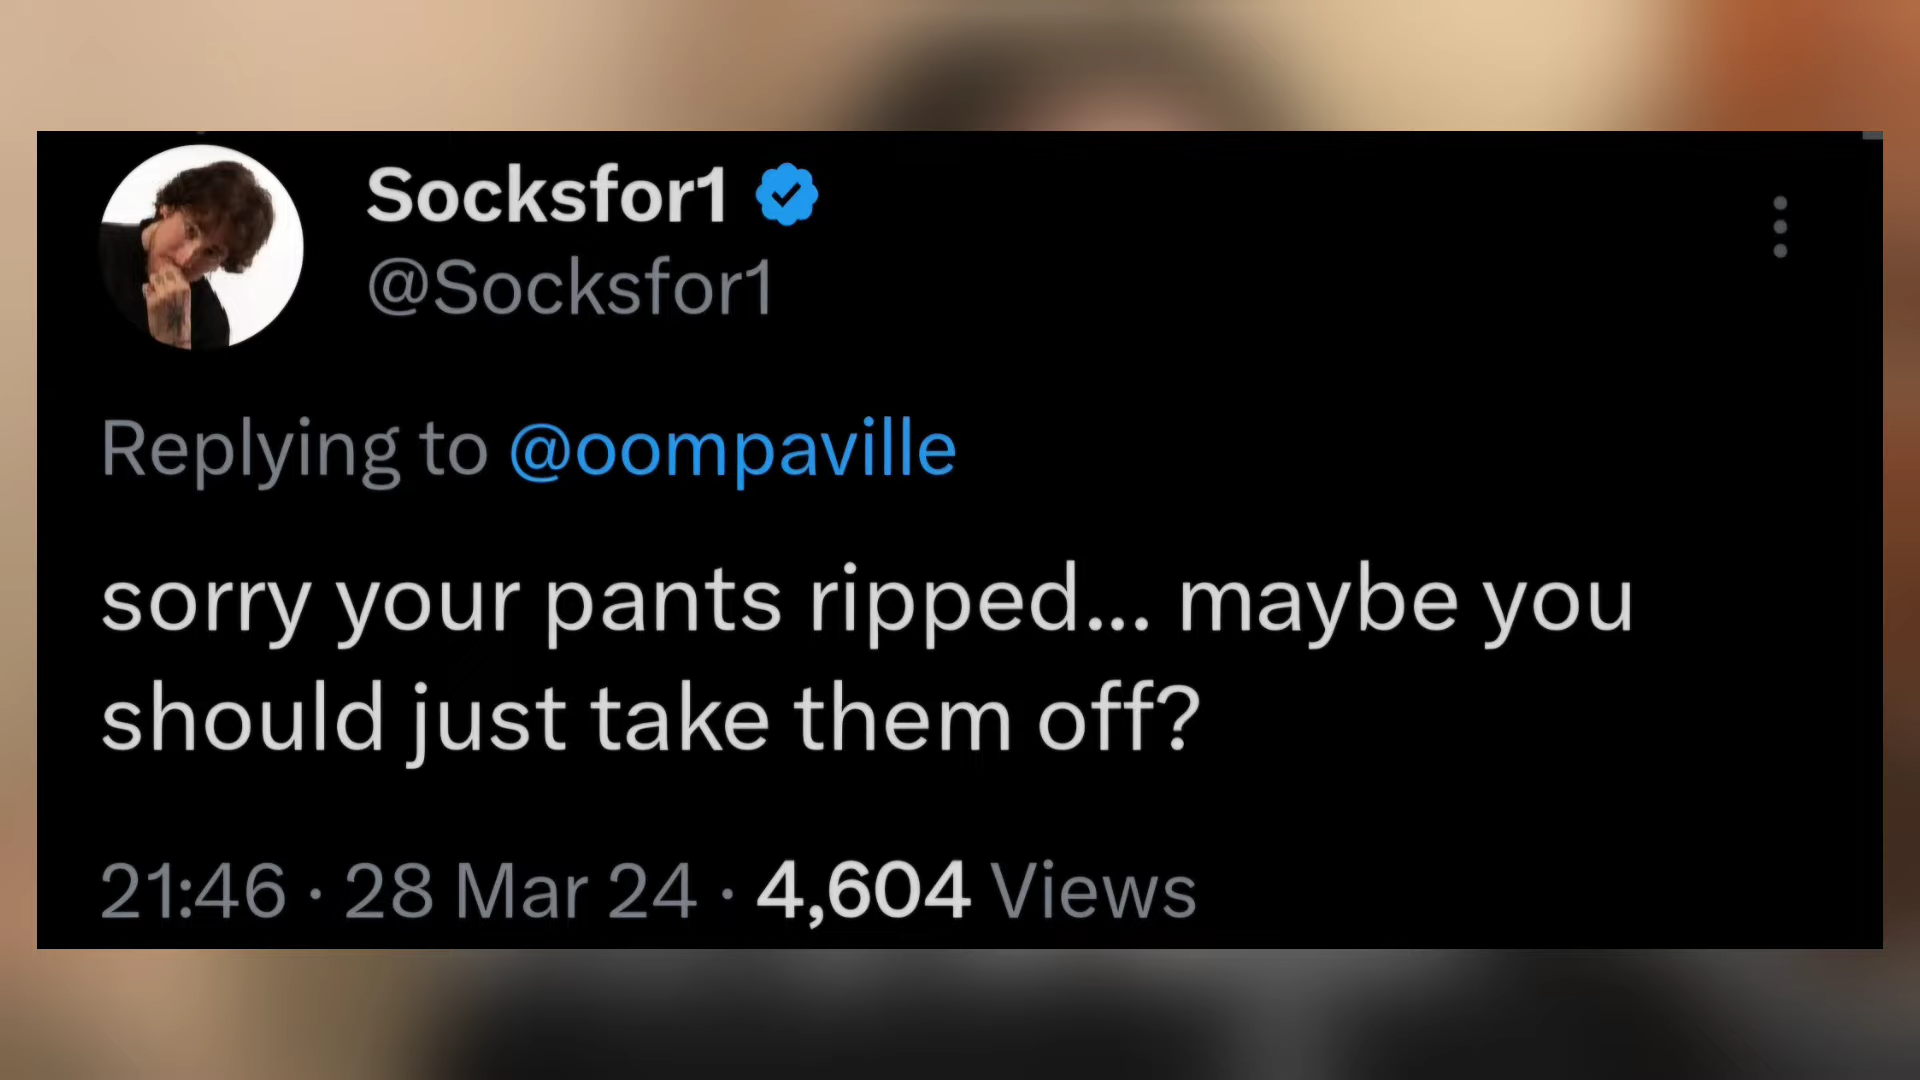 Socksfor1
@Socksfor1
Replying to @oompaville
sorry your pants ripped... maybe you
should just take them off?
21:46 · 28 Mar 24 · 4,604 Views